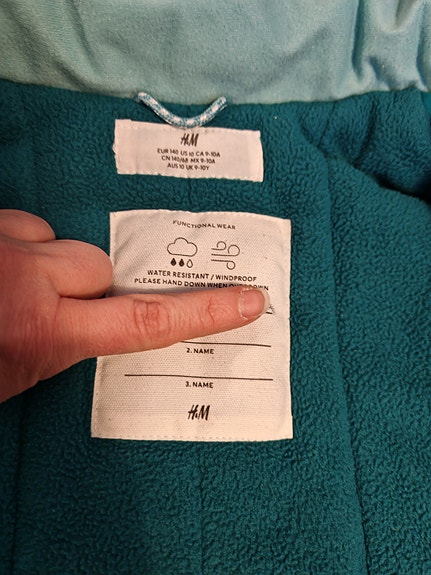 H&M
EUR 140 US 10 CA 9-10A
CN 140/68 MX 9-10A
AUS 10 UK 9-10Y
FUNCTIONAL WEAR
WATER RESISTANT / WINDPROOF
PLEASE HAND DOWN WHEN
2. NAME
3. NAME
H&M